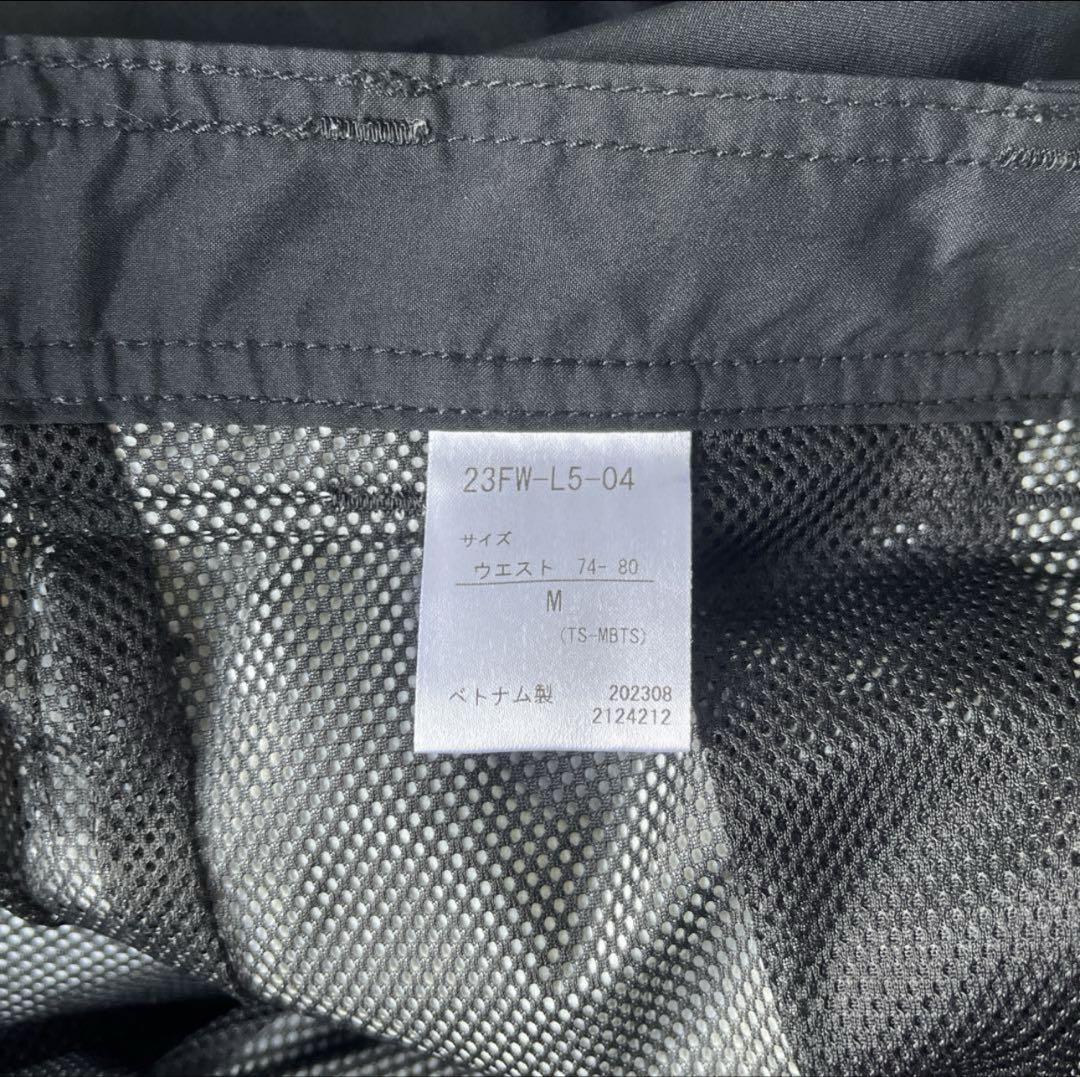 23FW-L5-04
サイズ
ウエスト 74- 80
M
(TS-MBTS)
ベトナム製 202308
2124212